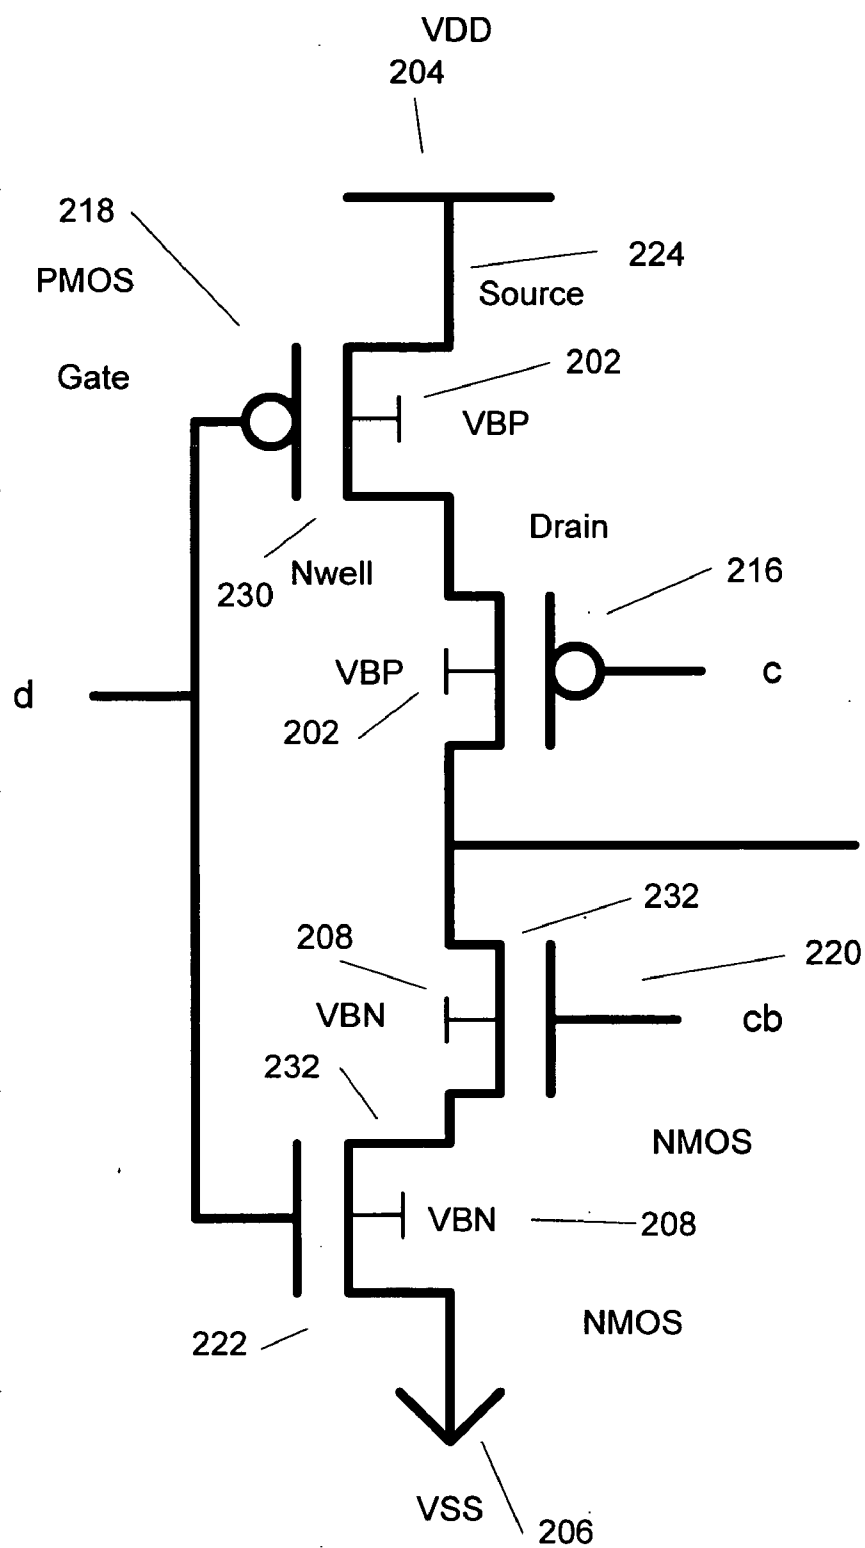 VDD
204
218
PMOS
224
Source
Gate
202
VBP
Drain
230
Nwell
216
VBP
c
d
202
232
208
220
VBN
cb
232
NMOS
VBN
208
NMOS
222
VSS
206